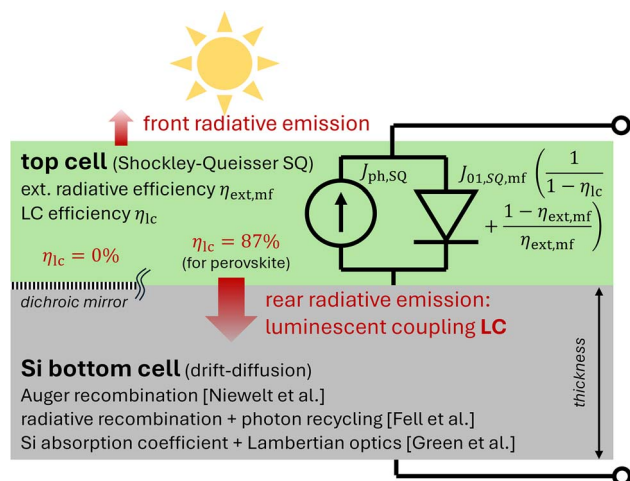 front radiative emission
top cell (Shockley-Queisser SQ)
ext. radiative efficiency η_ext,mf
LC efficiency η_lc
J_ph,SQ
J_01,SQ,mf (1/(1 − η_lc)
+ (1 − η_ext,mf)/η_ext,mf)
η_lc = 0%
η_lc = 87%
(for perovskite)
dichroic mirror
rear radiative emission:
luminescent coupling LC
Si bottom cell (drift-diffusion)
Auger recombination [Niewelt et al.]
radiative recombination + photon recycling [Fell et al.]
Si absorption coefficient + Lambertian optics [Green et al.]
thickness